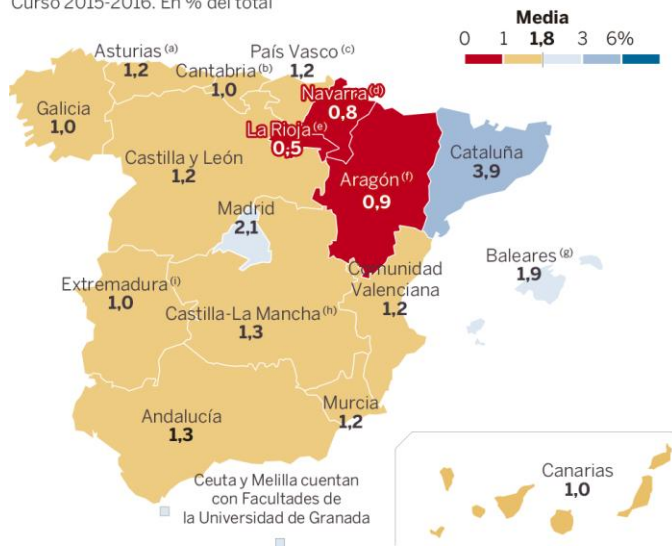 Curso 2015-2016. En % del total
Media
0 1 1,8 3 6%
Asturias (a)
1,2
Cantabria (b)
1,0
País Vasco (c)
1,2
Navarra (d)
0,8
Galicia
1,0
La Rioja (e)
0,5
Castilla y León
1,2
Aragón (f)
0,9
Cataluña
3,9
Madrid
2,1
Baleares (g)
1,9
Extremadura (i)
1,0
Castilla-La Mancha (h)
1,3
Comunidad
Valenciana
1,2
Andalucía
1,3
Murcia
1,2
Ceuta y Melilla cuentan
con Facultades de
la Universidad de Granada
Canarias
1,0